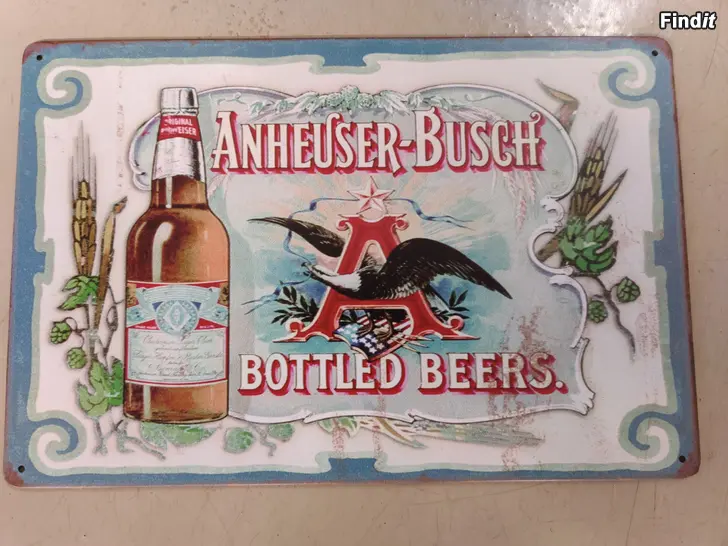 Findit
ANHEUSER-BUSCH
ORIGINAL
BUDWEISER
A
BOTTLED BEERS.